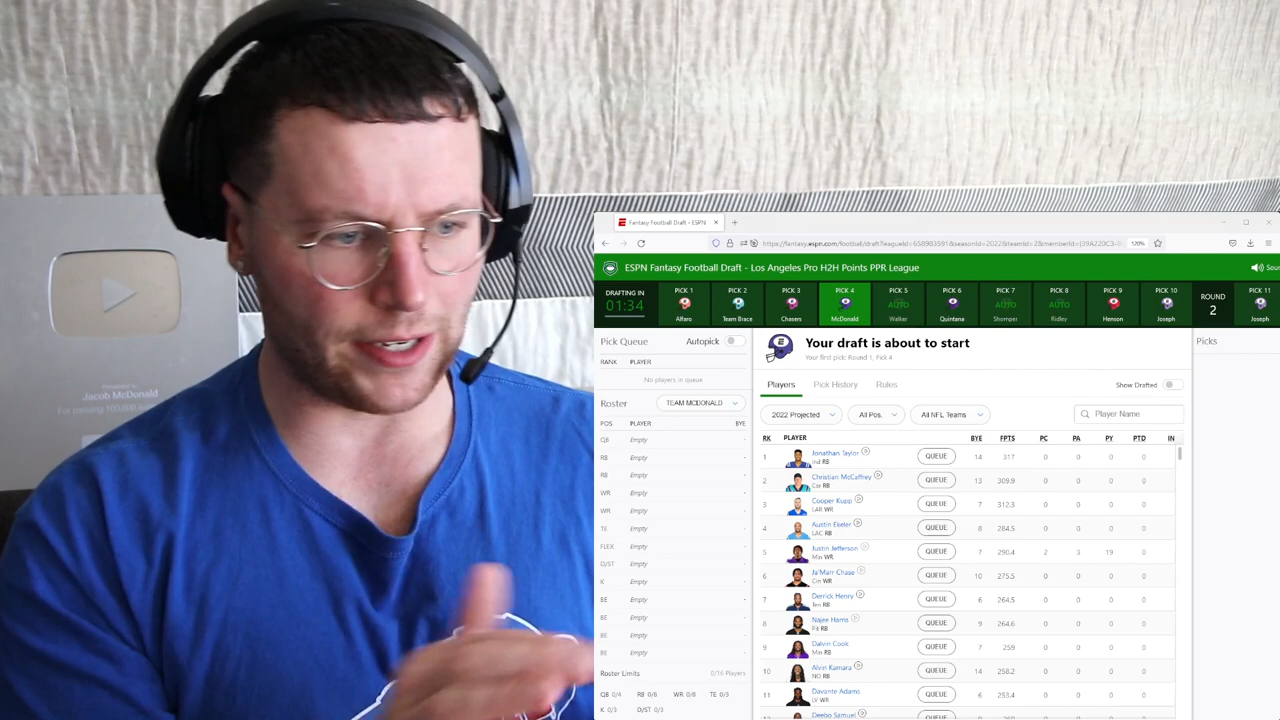 Jacob McDonald
For passing 100,000
Fantasy Football Draft - ESPN
120%
ESPN Fantasy Football Draft - Los Angeles Pro H2H Points PPR League
DRAFTING IN
01:34
PICK 1
Alfaro
PICK 2
Team Brace
PICK 3
Chasers
PICK 4
McDonald
PICK 5
AUTO
Walker
PICK 6
Quintana
PICK 7
AUTO
Shomper
PICK 8
AUTO
Ridley
PICK 9
Henson
PICK 10
Joseph
ROUND
2
PICK 11
Joseph
Pick Queue
Autopick
RANK PLAYER
No players in queue
Roster
TEAM MCDONALD
POS PLAYER BYE
QB Empty -
RB Empty -
RB Empty -
WR Empty -
WR Empty -
TE Empty -
FLEX Empty -
D/ST Empty -
K Empty -
BE Empty -
BE Empty -
BE Empty -
BE Empty -
Roster Limits 0/16 Players
QB 0/4 RB 0/8 WR 0/8 TE 0/3
K 0/3 D/ST 0/3
Your draft is about to start
Your first pick: Round 1, Pick 4
Players Pick History Rules
Show Drafted
2022 Projected All Pos. All NFL Teams Player Name
RK PLAYER BYE FPTS PC PA PY PTD IN
1 Jonathan Taylor Ind RB QUEUE 14 317 0 0 0 0
2 Christian McCaffrey Car RB QUEUE 13 309.9 0 0 0 0
3 Cooper Kupp LAR WR QUEUE 7 312.3 0 0 0 0
4 Austin Ekeler LAC RB QUEUE 8 284.5 0 0 0 0
5 Justin Jefferson Min WR QUEUE 7 290.4 2 3 19 0
6 Ja'Marr Chase Cin WR QUEUE 10 275.5 0 0 0 0
7 Derrick Henry Ten RB QUEUE 6 264.5 0 0 0 0
8 Najee Harris Pit RB QUEUE 9 264.6 0 0 0 0
9 Dalvin Cook Min RB QUEUE 7 259 0 0 0 0
10 Alvin Kamara NO RB QUEUE 14 258.2 0 0 0 0
11 Davante Adams LV WR QUEUE 6 253.4 0 0 0 0
Deebo Samuel
Picks